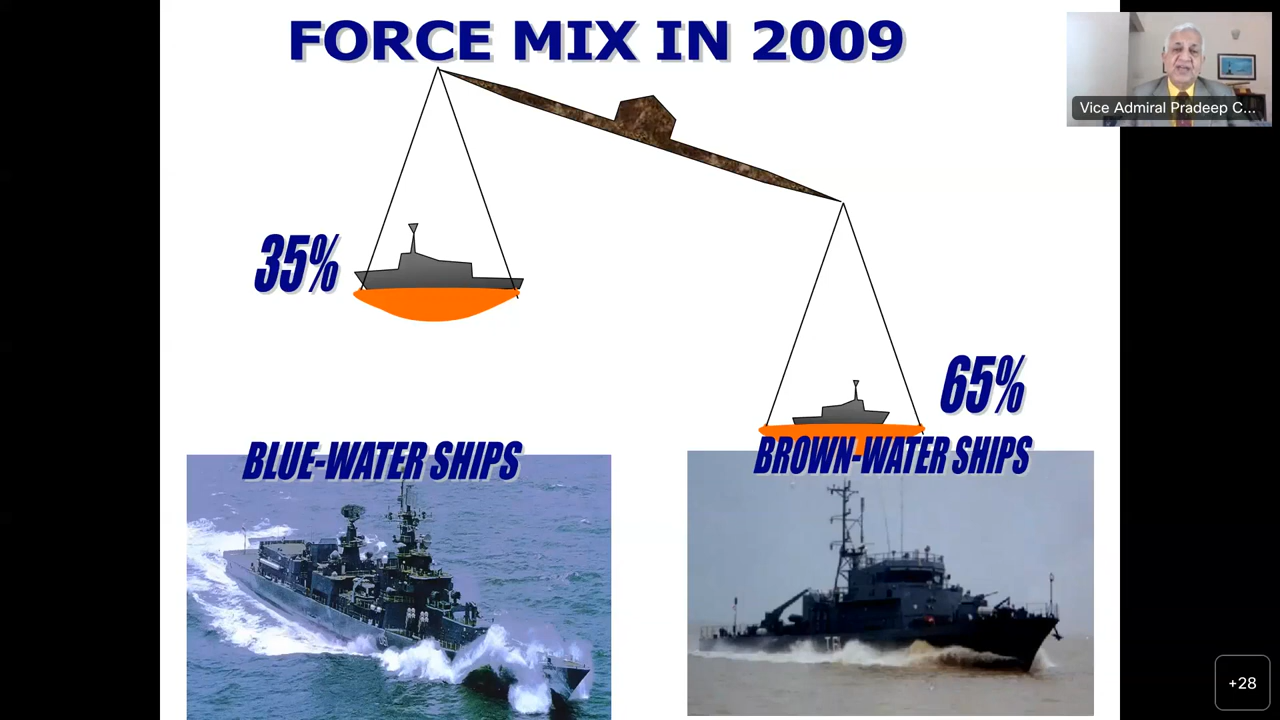 FORCE MIX IN 2009
Vice Admiral Pradeep C...
35%
65%
BLUE-WATER SHIPS
BROWN-WATER SHIPS
+28